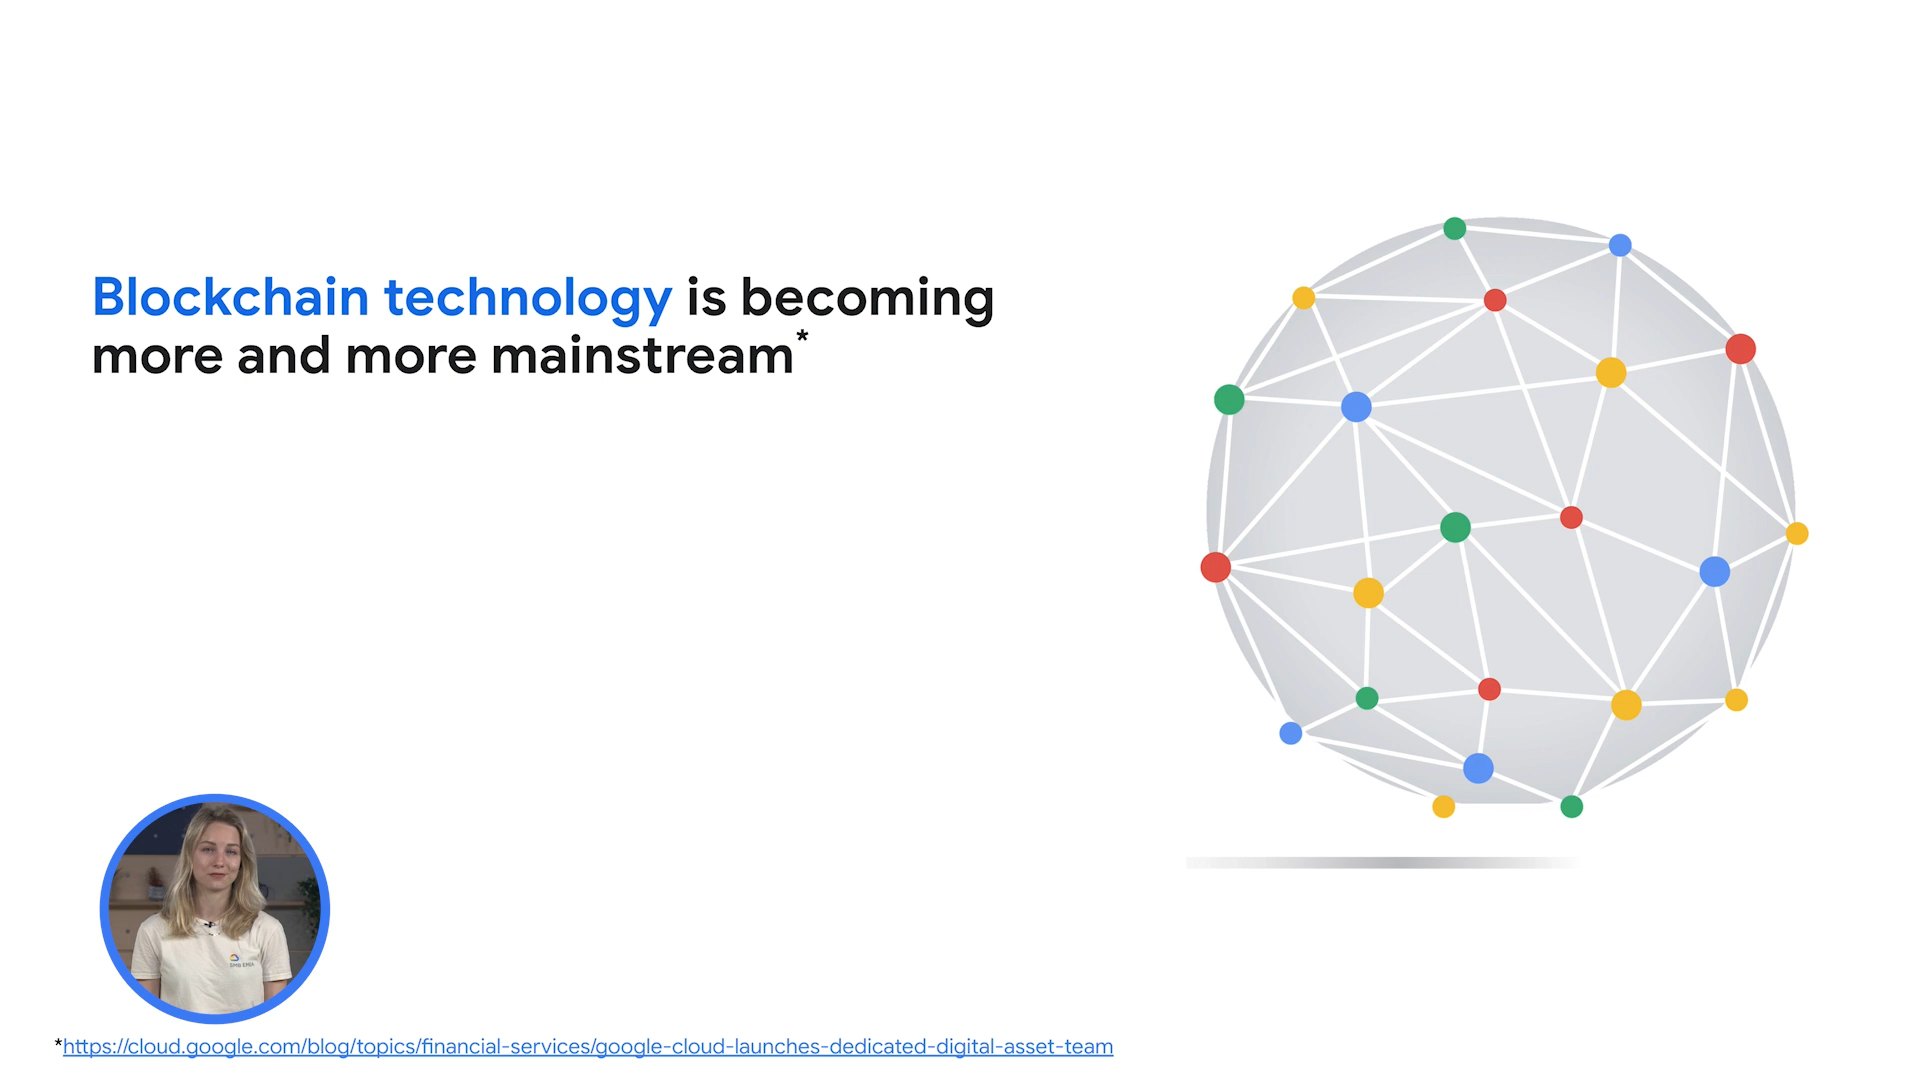 Blockchain technology is becoming
more and more mainstream*
*https://cloud.google.com/blog/topics/financial-services/google-cloud-launches-dedicated-digital-asset-team